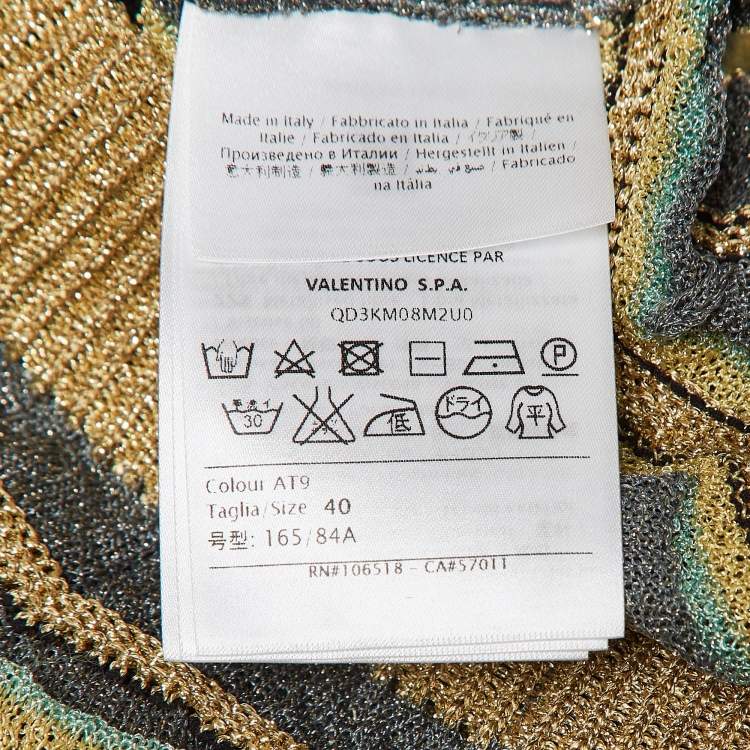 Made in Italy / Fabbricato in Italia / Fabriqué en
Italie / Fabricado en Italia / イタリア製 /
Произведено в Италии / Hergestellt in Italien /
意大利制造 / 義大利製造 / Fabricado
na Itália
SOUS LICENCE PAR
VALENTINO S.P.A.
QD3KM08M2U0
P
30
低
ドライ
平
Colour AT9
Taglia/Size 40
号型: 165/84A
RN#106518 - CA#57011